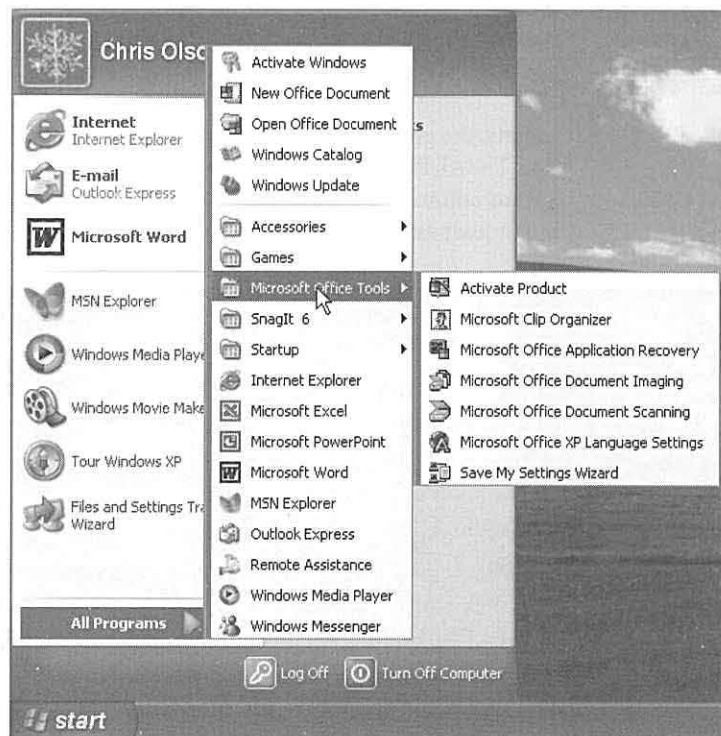 Chris Olso
Internet
Internet Explorer
E-mail
Outlook Express
Microsoft Word
MSN Explorer
Windows Media Playe
Windows Movie Make
Tour Windows XP
Files and Settings Tra
Wizard
All Programs
Activate Windows
New Office Document
Open Office Document
Windows Catalog
Windows Update
Accessories
Games
Microsoft Office Tools
SnagIt 6
Startup
Internet Explorer
Microsoft Excel
Microsoft PowerPoint
Microsoft Word
MSN Explorer
Outlook Express
Remote Assistance
Windows Media Player
Windows Messenger
Activate Product
Microsoft Clip Organizer
Microsoft Office Application Recovery
Microsoft Office Document Imaging
Microsoft Office Document Scanning
Microsoft Office XP Language Settings
Save My Settings Wizard
Log Off
Turn Off Computer
start